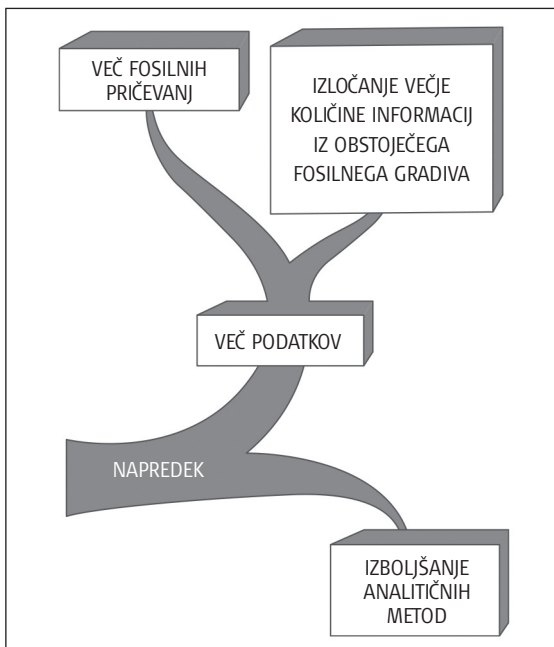 VEČ FOSILNIH
PRIČEVANJ
IZLOČANJE VEČJE
KOLIČINE INFORMACIJ
IZ OBSTOJEČEGA
FOSILNEGA GRADIVA
VEČ PODATKOV
NAPREDEK
IZBOLJŠANJE
ANALITIČNIH
METOD